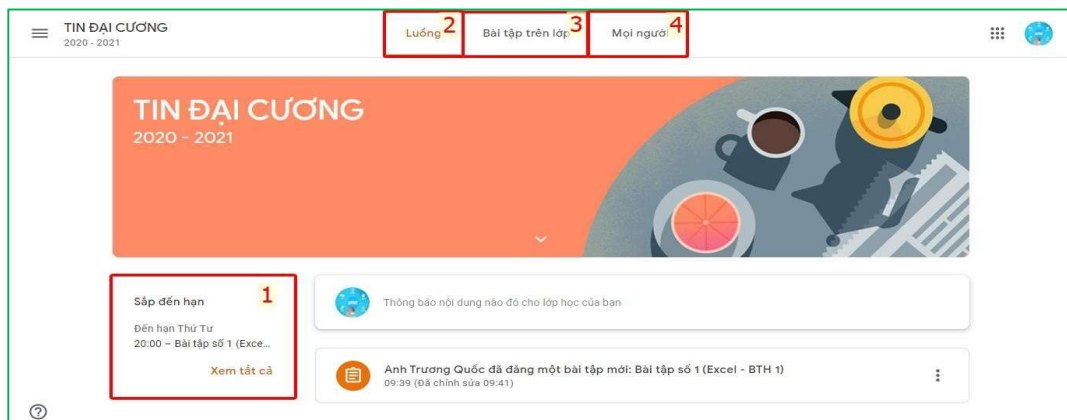 TIN ĐẠI CƯƠNG
2020 - 2021
Luồng 2
Bài tập trên lớp 3
Mọi người 4
TIN ĐẠI CƯƠNG
2020 - 2021
Sắp đến hạn 1
Đến hạn Thứ Tư
20:00 – Bài tập số 1 (Exce...
Xem tất cả
Thông báo nội dung nào đó cho lớp học của bạn
Anh Trương Quốc đã đăng một bài tập mới: Bài tập số 1 (Excel - BTH 1)
09:39 (Đã chỉnh sửa 09:41)